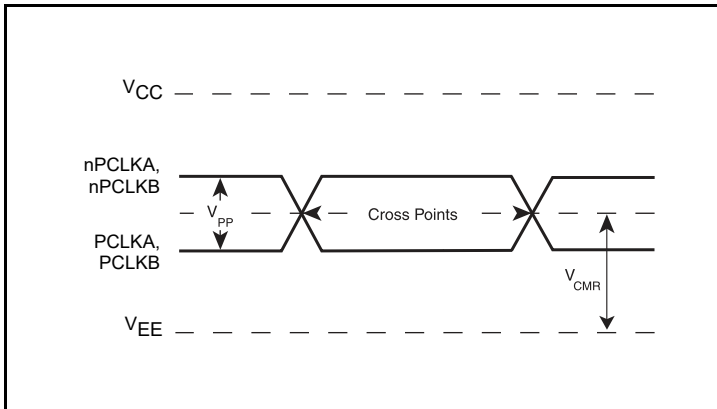 VCC
nPCLKA,
nPCLKB
VPP
Cross Points
PCLKA,
PCLKB
VCMR
VEE